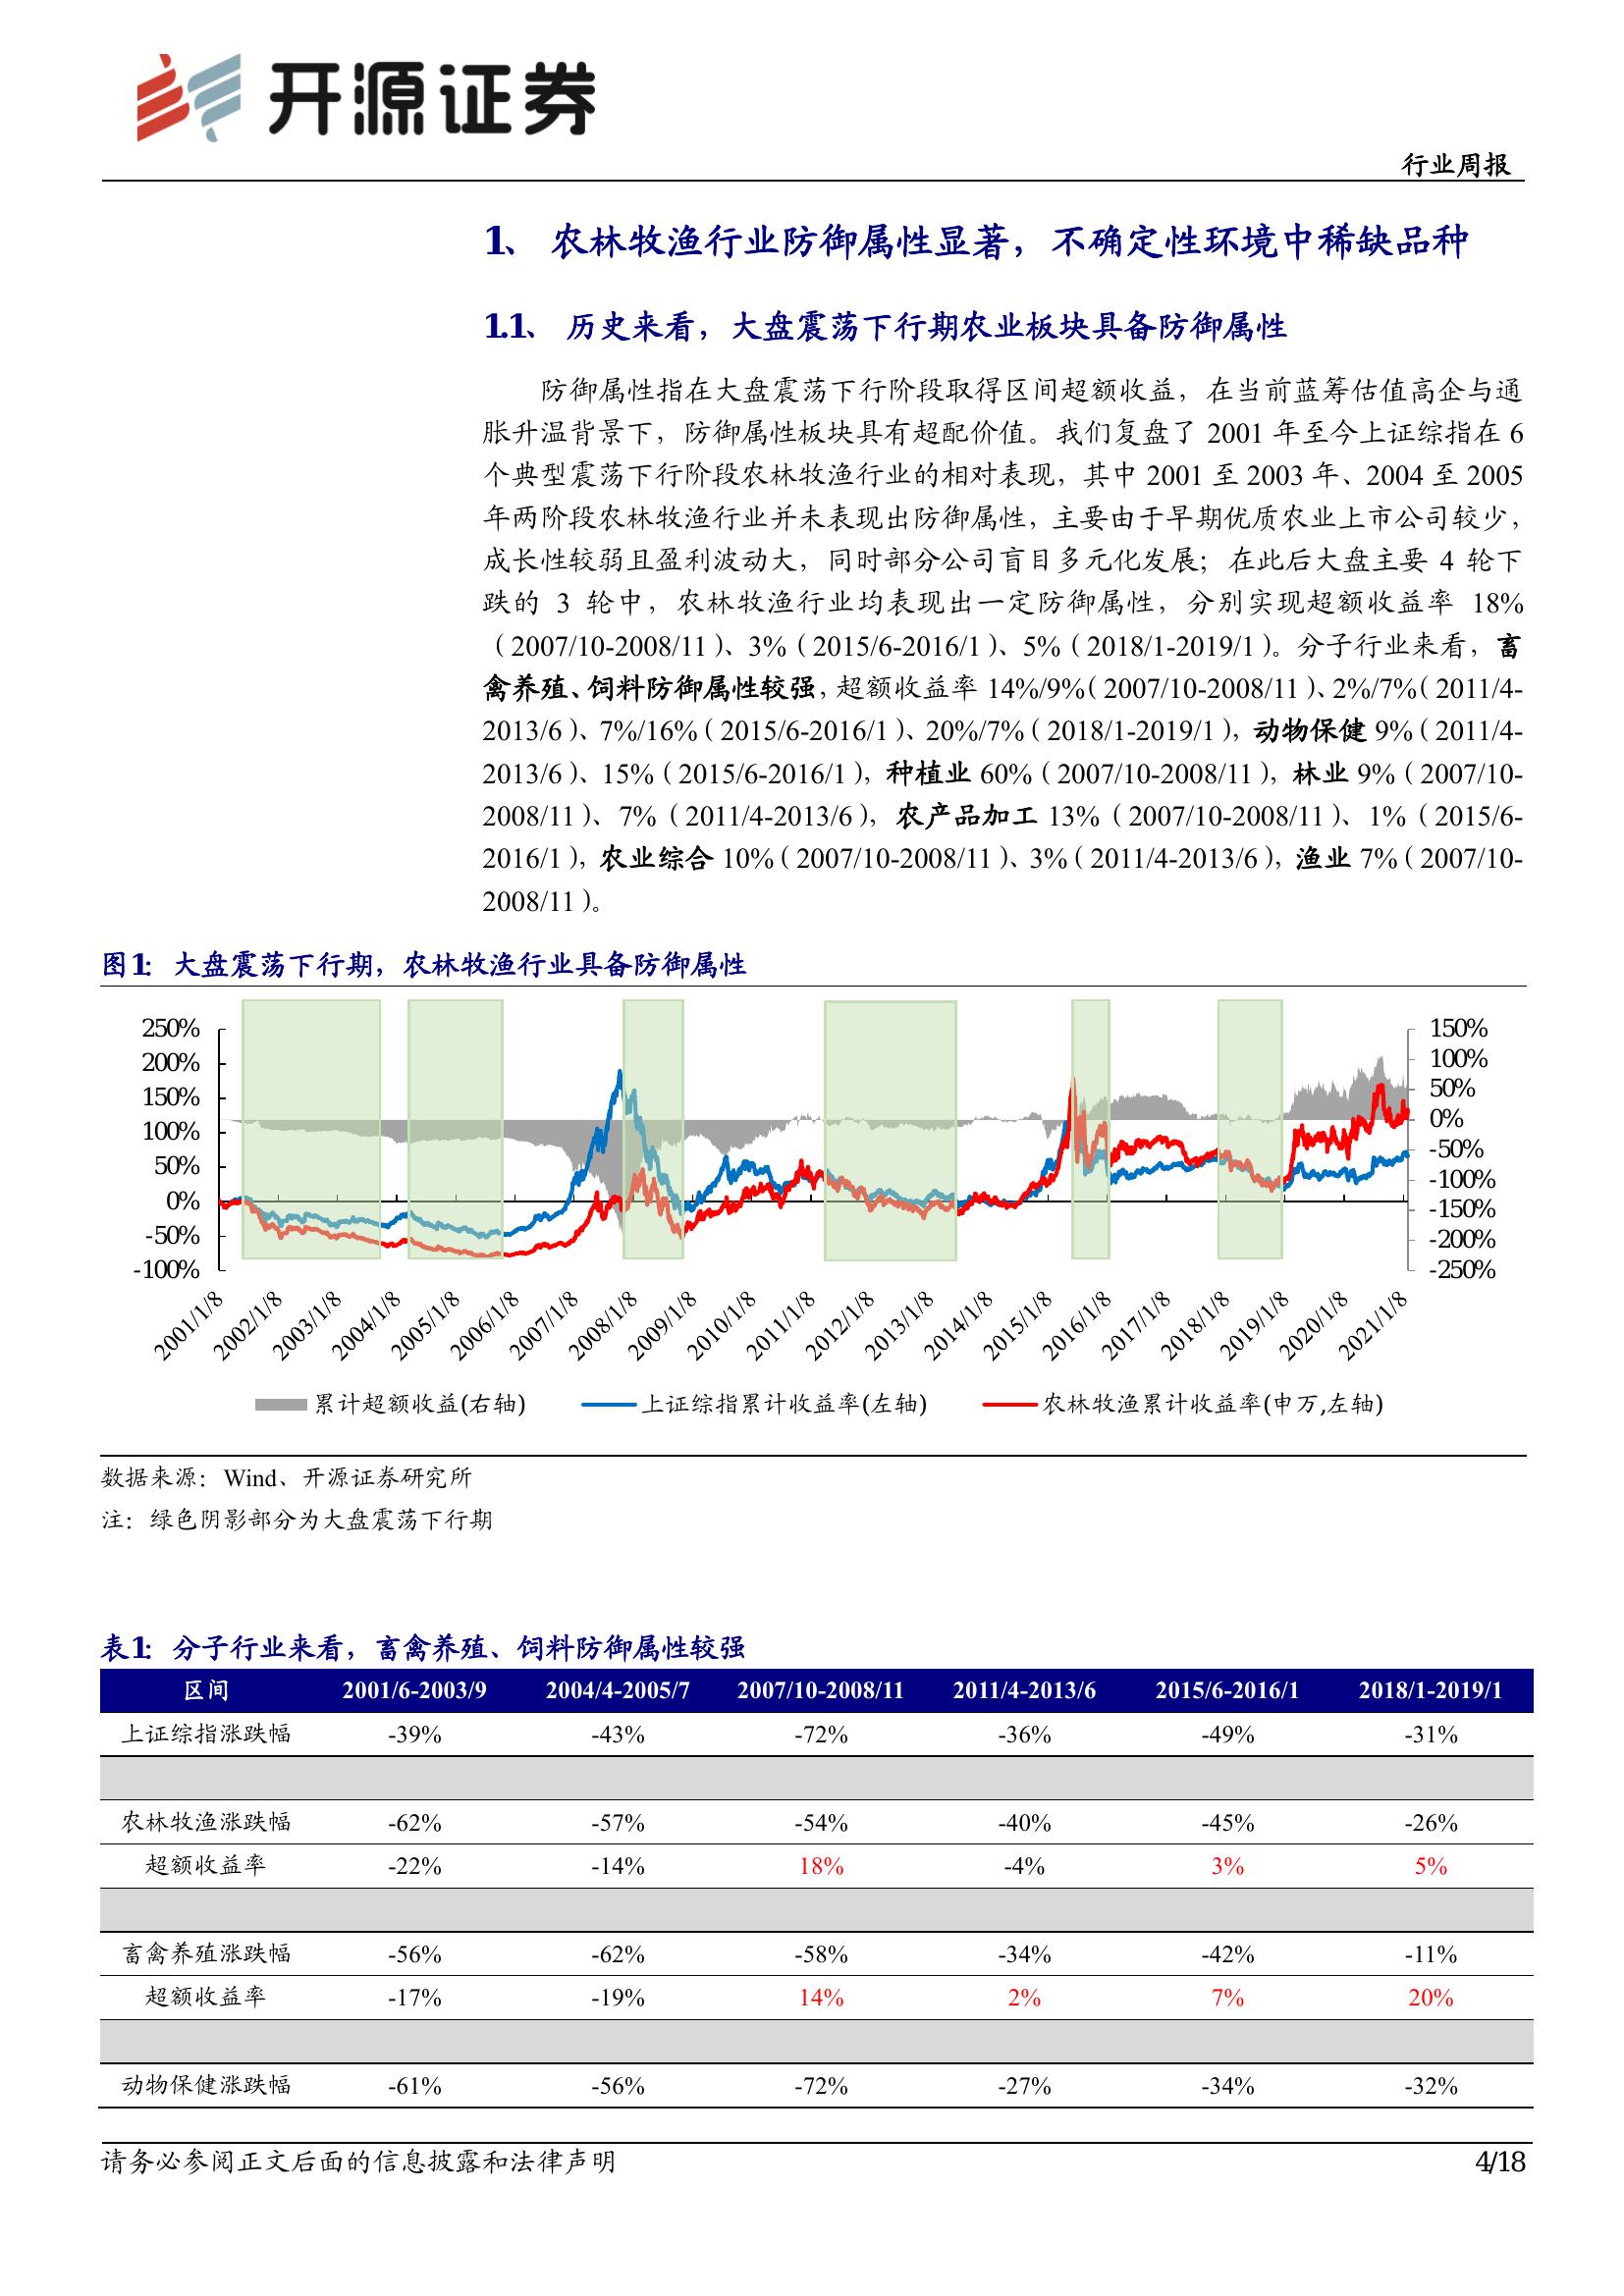 开源证券
行业周报
1、 农林牧渔行业防御属性显著，不确定性环境中稀缺品种
1.1、 历史来看，大盘震荡下行期农业板块具备防御属性
防御属性指在大盘震荡下行阶段取得区间超额收益，在当前蓝筹估值高企与通
胀升温背景下，防御属性板块具有超配价值。我们复盘了 2001 年至今上证综指在 6
个典型震荡下行阶段农林牧渔行业的相对表现，其中 2001 至 2003 年、2004 至 2005
年两阶段农林牧渔行业并未表现出防御属性，主要由于早期优质农业上市公司较少，
成长性较弱且盈利波动大，同时部分公司盲目多元化发展；在此后大盘主要 4 轮下
跌的 3 轮中，农林牧渔行业均表现出一定防御属性，分别实现超额收益率 18%
（2007/10-2008/11）、3%（2015/6-2016/1）、5%（2018/1-2019/1）。分子行业来看，畜
禽养殖、饲料防御属性较强，超额收益率 14%/9%（2007/10-2008/11）、2%/7%（2011/4-
2013/6）、7%/16%（2015/6-2016/1）、20%/7%（2018/1-2019/1），动物保健 9%（2011/4-
2013/6）、15%（2015/6-2016/1），种植业 60%（2007/10-2008/11），林业 9%（2007/10-
2008/11）、7%（2011/4-2013/6），农产品加工 13%（2007/10-2008/11）、1%（2015/6-
2016/1），农业综合 10%（2007/10-2008/11）、3%（2011/4-2013/6），渔业 7%（2007/10-
2008/11）。
图1： 大盘震荡下行期，农林牧渔行业具备防御属性
250% 150%
200% 100%
150% 50%
100% 0%
50% -50%
0% -100%
-50% -150%
-100% -200%
-250%
2001/1/8 2002/1/8 2003/1/8 2004/1/8 2005/1/8 2006/1/8 2007/1/8 2008/1/8 2009/1/8 2010/1/8 2011/1/8 2012/1/8 2013/1/8 2014/1/8 2015/1/8 2016/1/8 2017/1/8 2018/1/8 2019/1/8 2020/1/8 2021/1/8
累计超额收益(右轴) 上证综指累计收益率(左轴) 农林牧渔累计收益率(申万,左轴)
数据来源：Wind、开源证券研究所
注：绿色阴影部分为大盘震荡下行期
表1： 分子行业来看，畜禽养殖、饲料防御属性较强
区间 2001/6-2003/9 2004/4-2005/7 2007/10-2008/11 2011/4-2013/6 2015/6-2016/1 2018/1-2019/1
上证综指涨跌幅 -39% -43% -72% -36% -49% -31%
农林牧渔涨跌幅 -62% -57% -54% -40% -45% -26%
超额收益率 -22% -14% 18% -4% 3% 5%
畜禽养殖涨跌幅 -56% -62% -58% -34% -42% -11%
超额收益率 -17% -19% 14% 2% 7% 20%
动物保健涨跌幅 -61% -56% -72% -27% -34% -32%
请务必参阅正文后面的信息披露和法律声明
4/18